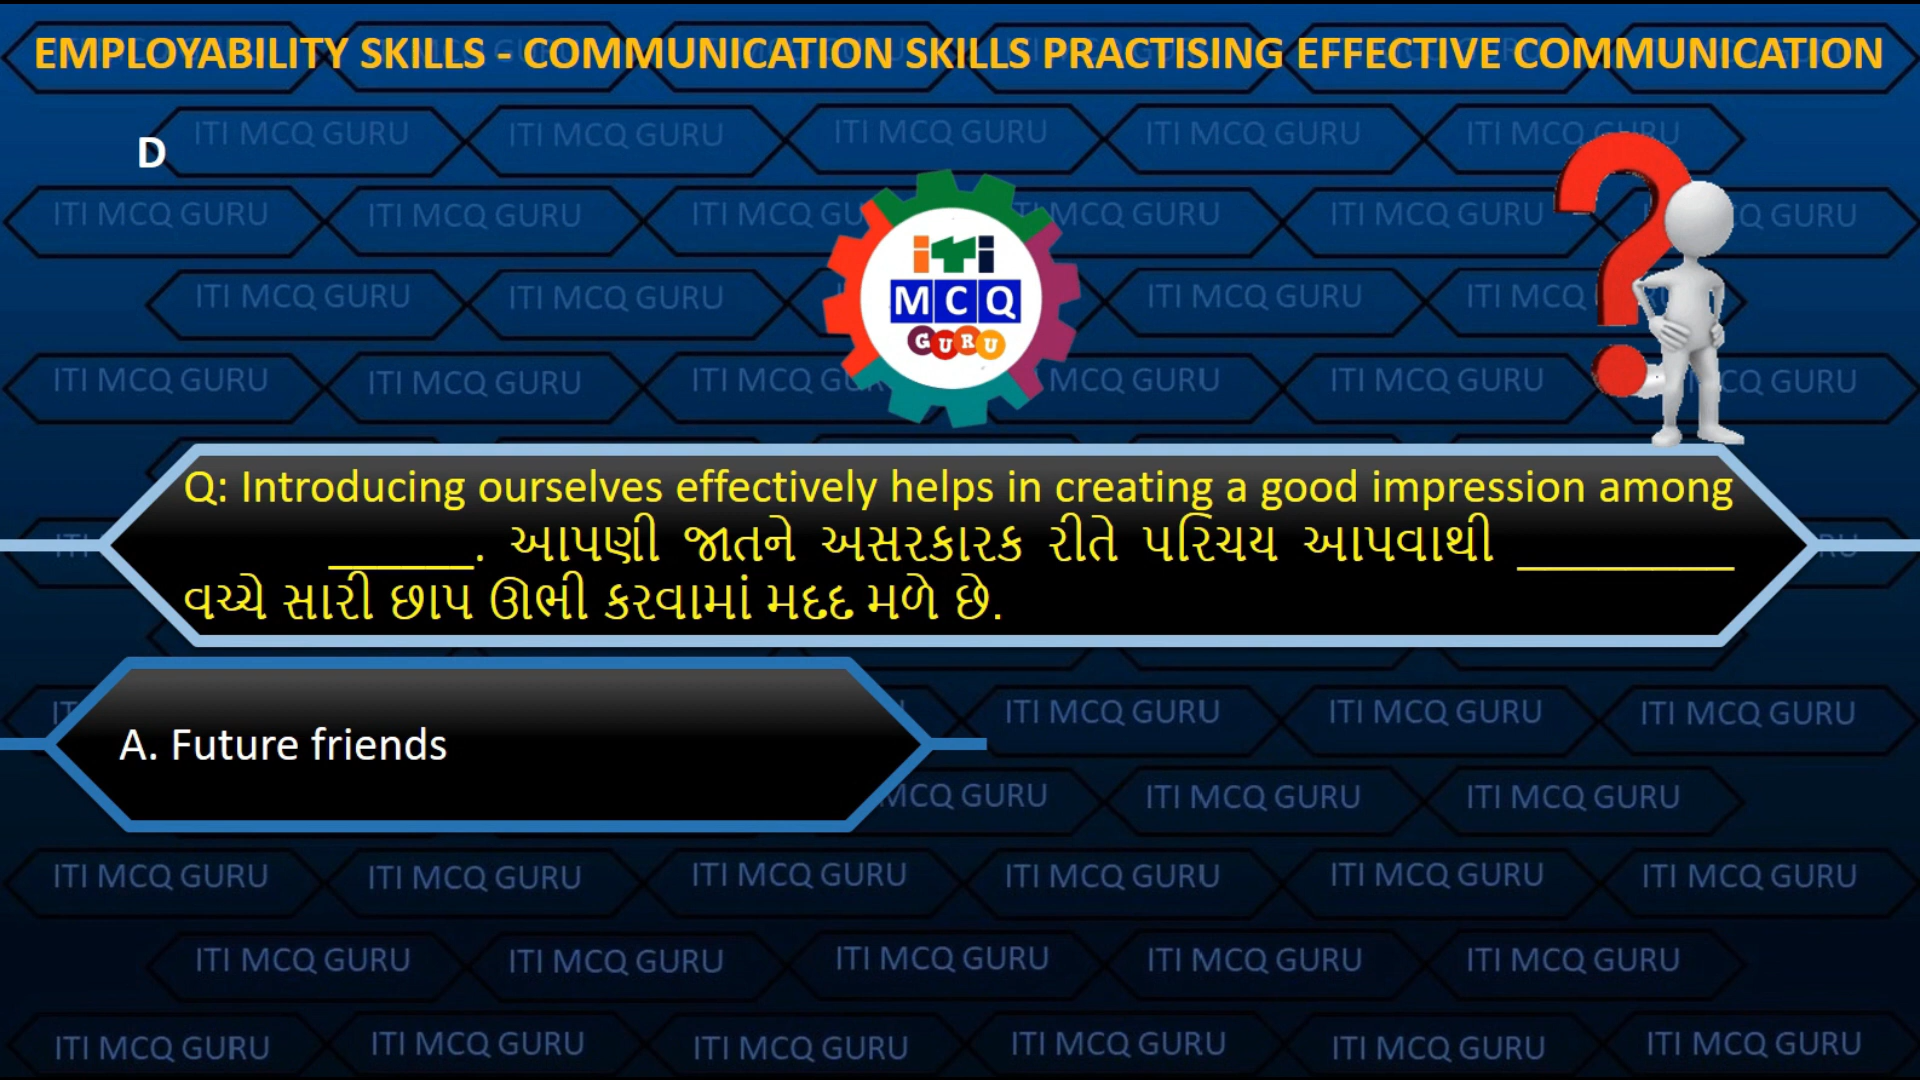 EMPLOYABILITY SKILLS - COMMUNICATION SKILLS PRACTISING EFFECTIVE COMMUNICATION
D
iTi
MCQ
GURU
Q: Introducing ourselves effectively helps in creating a good impression among
______. આપણી જાતને અસરકારક રીતે પરિચય આપવાથી _________
વચ્ચે સારી છાપ ઊભી કરવામાં મદદ મળે છે.
A. Future friends
ITI MCQ GURU